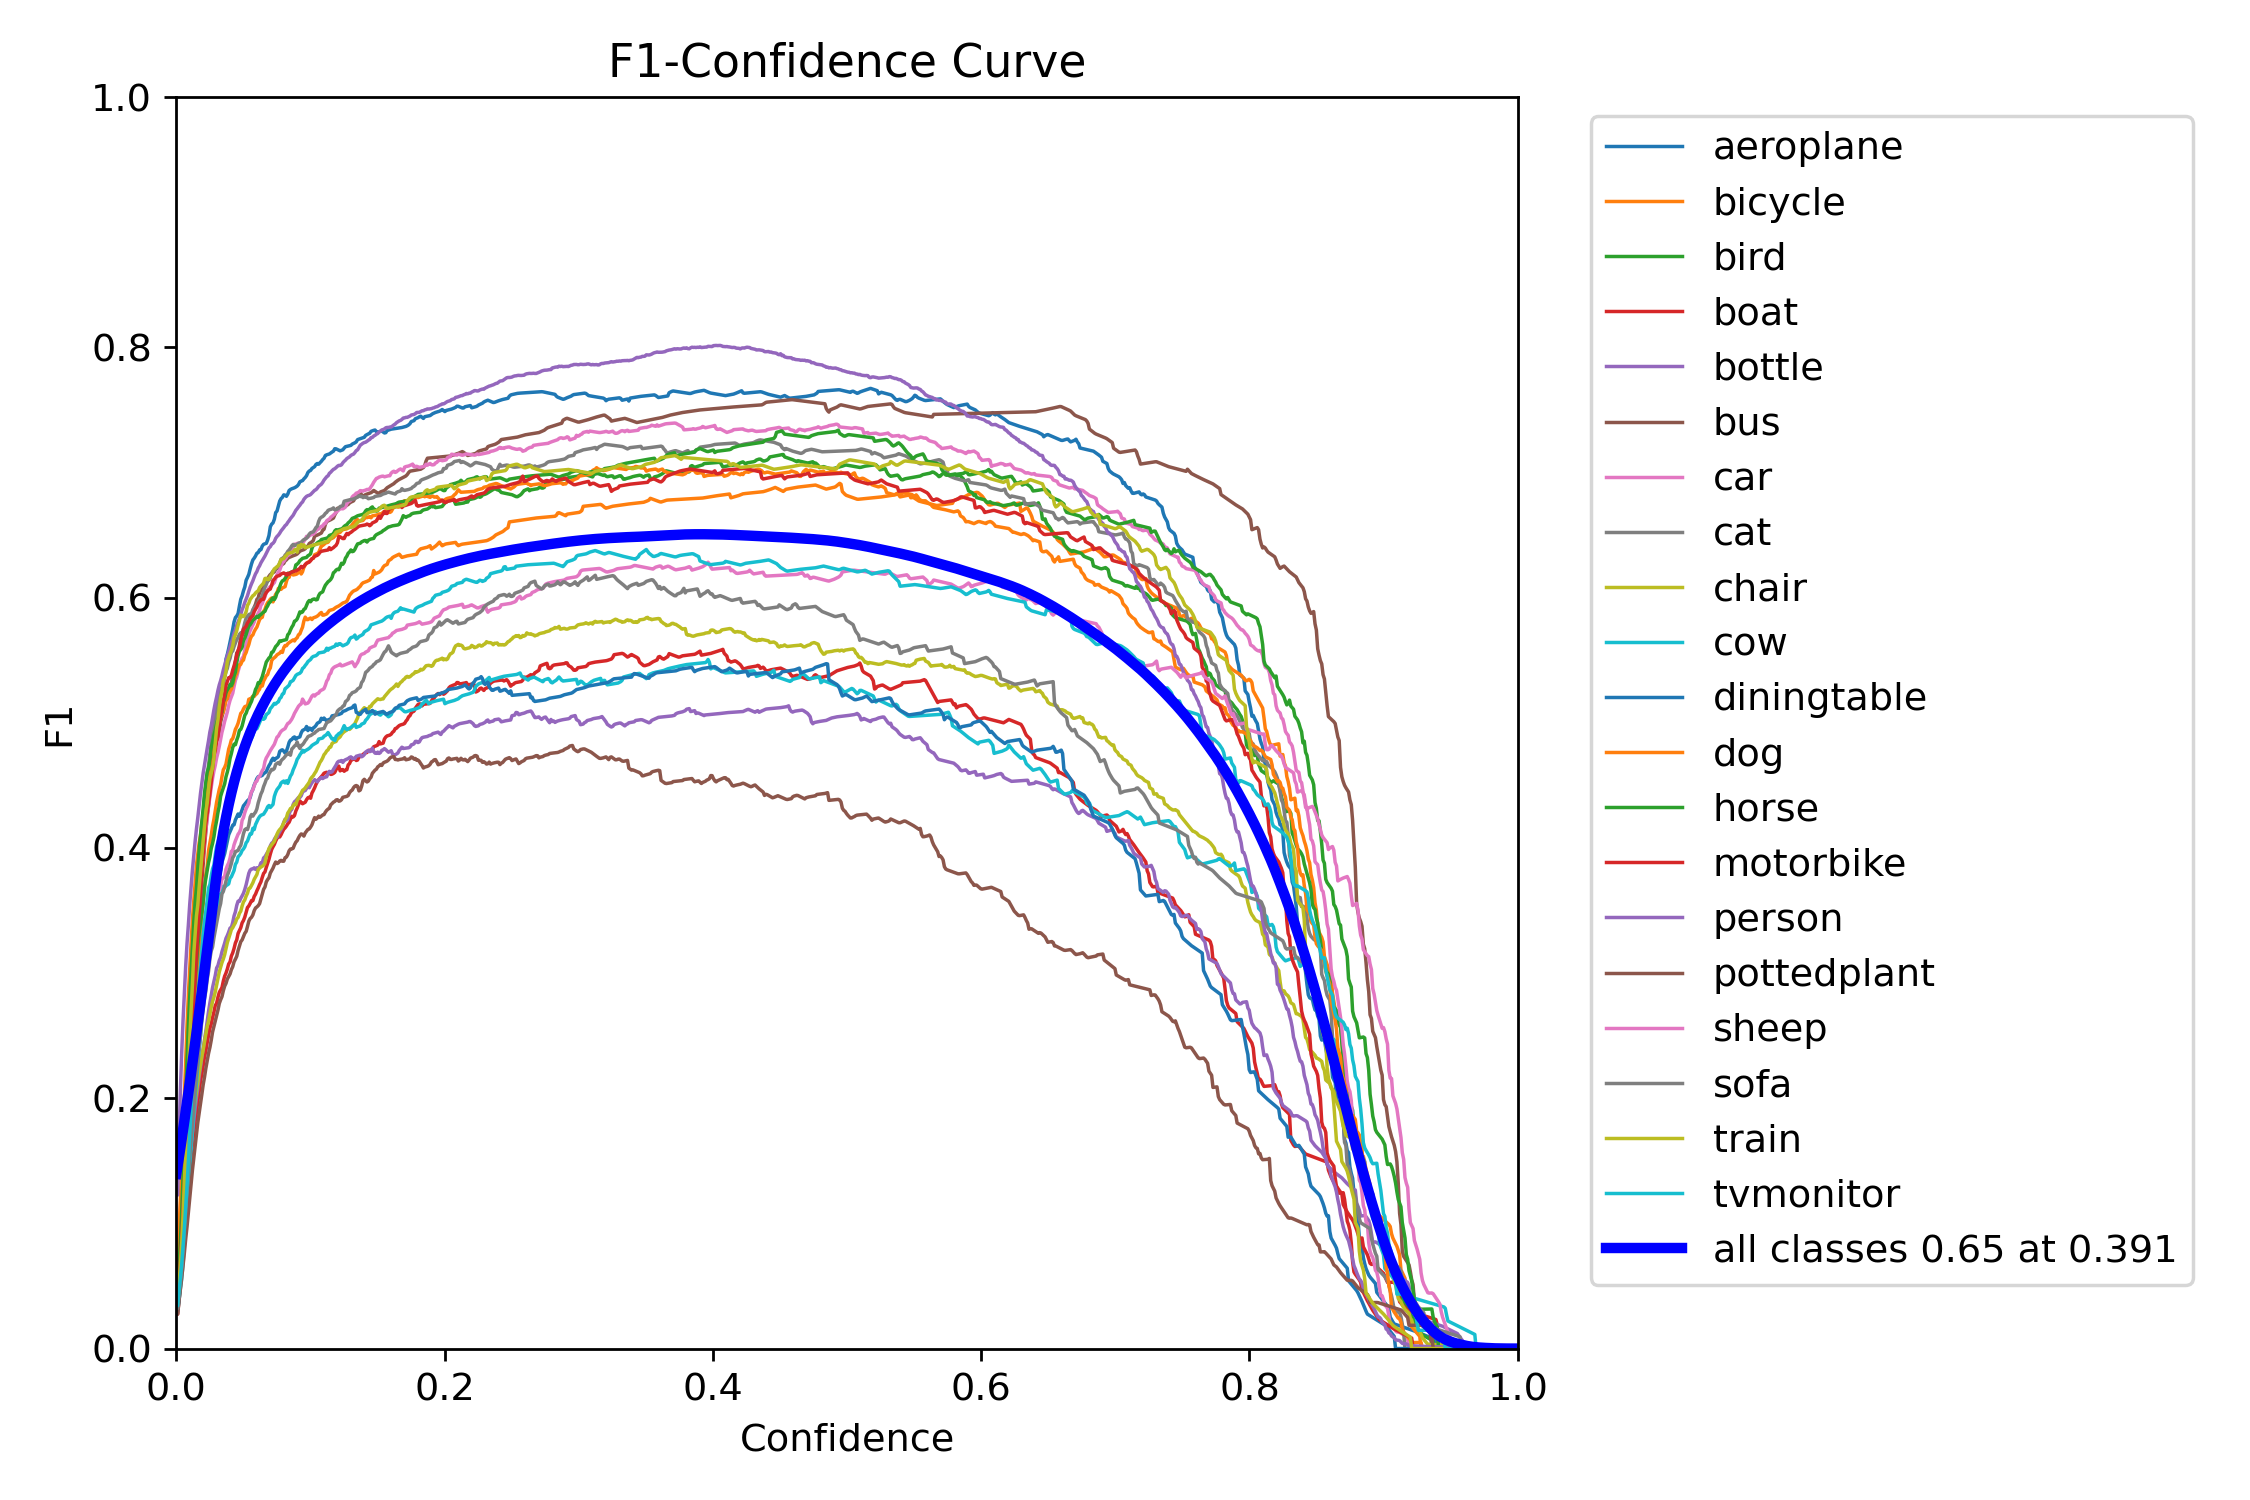 F1-Confidence Curve
1.0
0.8
0.6
0.4
0.2
0.0
F1
0.0 0.2 0.4 0.6 0.8 1.0
Confidence
aeroplane
bicycle
bird
boat
bottle
bus
car
cat
chair
cow
diningtable
dog
horse
motorbike
person
pottedplant
sheep
sofa
train
tvmonitor
all classes 0.65 at 0.391